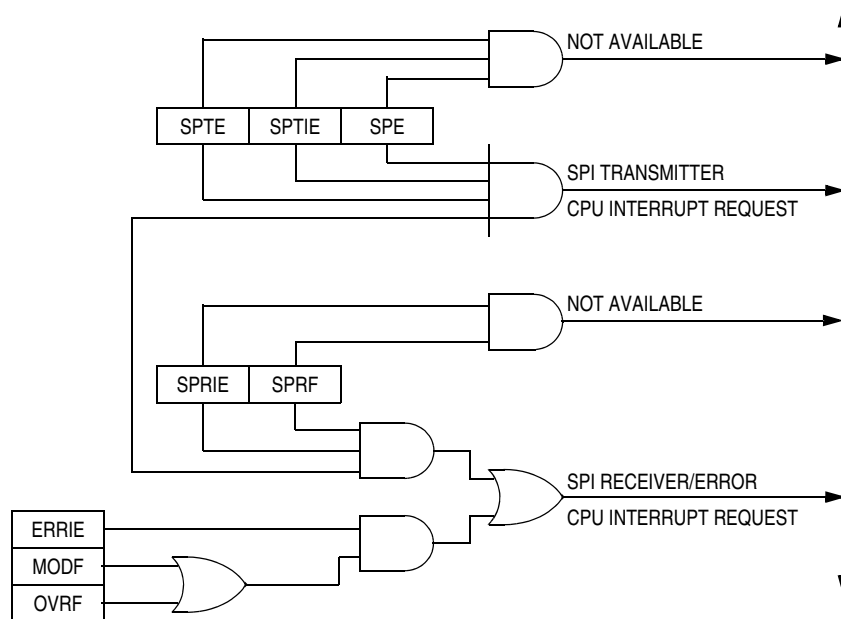 NOT AVAILABLE
SPTE SPTIE SPE
SPI TRANSMITTER
CPU INTERRUPT REQUEST
NOT AVAILABLE
SPRIE SPRF
SPI RECEIVER/ERROR
CPU INTERRUPT REQUEST
ERRIE
MODF
OVRF